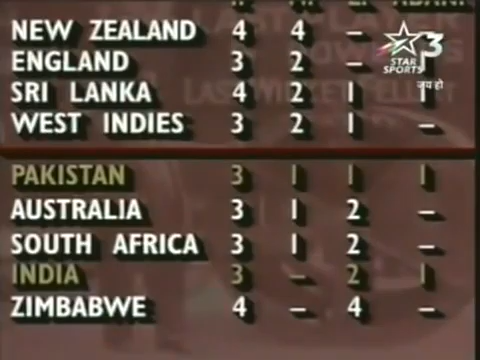 NEW ZEALAND 4 4 –
3
ENGLAND 3 2 – 1
STAR
SPORTS
जय हो
SRI LANKA 4 2 1 1
WEST INDIES 3 2 1 –
PAKISTAN 3 1 1 1
AUSTRALIA 3 1 2 –
SOUTH AFRICA 3 1 2 –
INDIA 3 – 2 1
ZIMBABWE 4 – 4 –